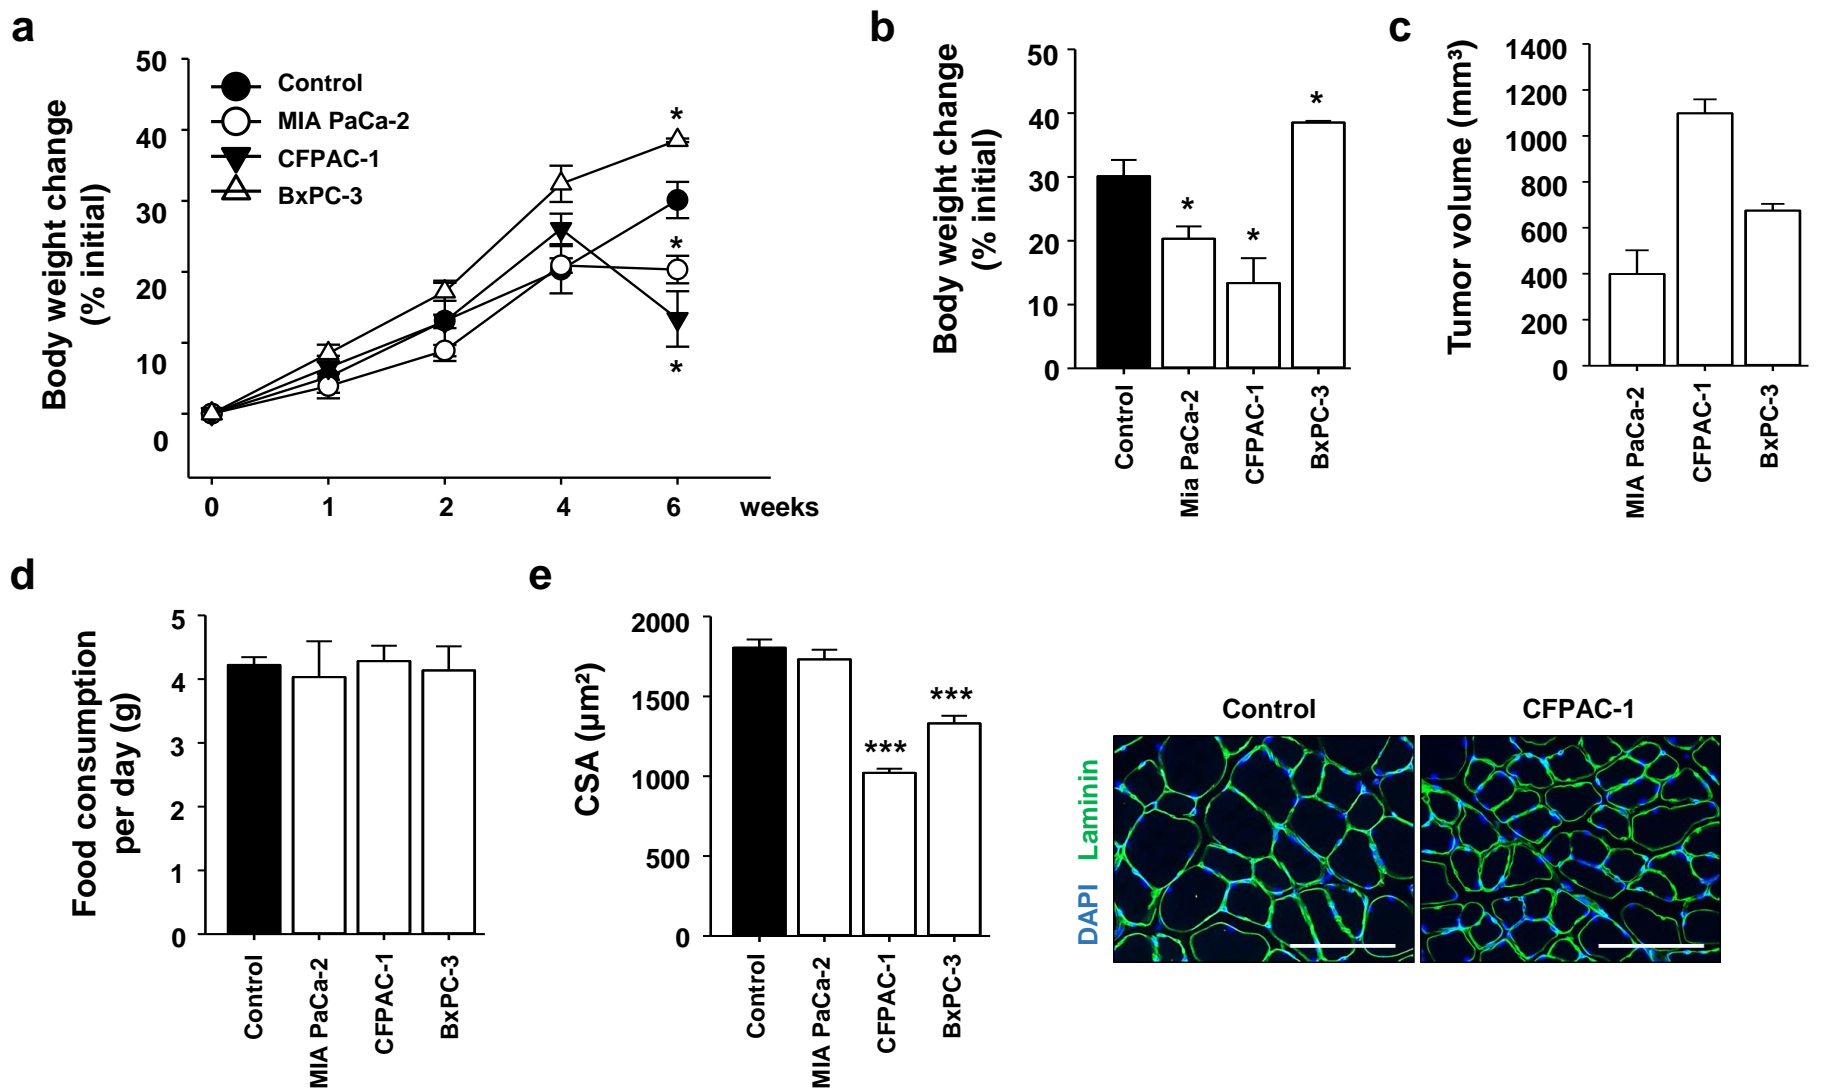 a
50
40
30
20
10
0
Body weight change
(% initial)
Control
MIA PaCa-2
CFPAC-1
BxPC-3
*
*
*
0 1 2 4 6 weeks
b
50
40
30
20
10
0
Body weight change
(% initial)
*
*
*
Control
Mia PaCa-2
CFPAC-1
BxPC-3
c
1400
1200
1000
800
600
400
200
0
Tumor volume (mm³)
MIA PaCa-2
CFPAC-1
BxPC-3
d
5
4
3
2
1
0
Food consumption
per day (g)
Control
MIA PaCa-2
CFPAC-1
BxPC-3
e
2000
1500
1000
500
0
CSA (µm²)
***
***
Control
MIA PaCa-2
CFPAC-1
BxPC-3
Control
CFPAC-1
DAPI Laminin